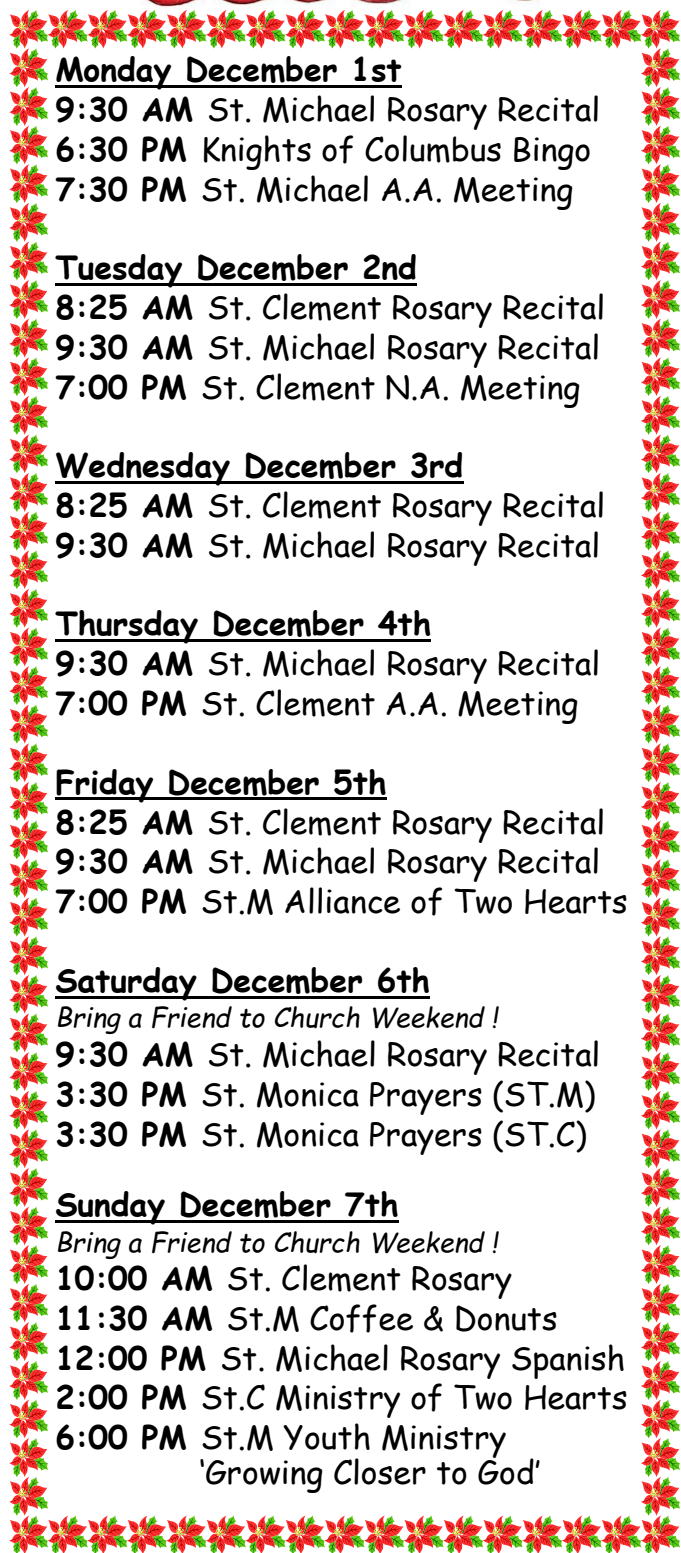 Monday December 1st
9:30 AM St. Michael Rosary Recital
6:30 PM Knights of Columbus Bingo
7:30 PM St. Michael A.A. Meeting
Tuesday December 2nd
8:25 AM St. Clement Rosary Recital
9:30 AM St. Michael Rosary Recital
7:00 PM St. Clement N.A. Meeting
Wednesday December 3rd
8:25 AM St. Clement Rosary Recital
9:30 AM St. Michael Rosary Recital
Thursday December 4th
9:30 AM St. Michael Rosary Recital
7:00 PM St. Clement A.A. Meeting
Friday December 5th
8:25 AM St. Clement Rosary Recital
9:30 AM St. Michael Rosary Recital
7:00 PM St.M Alliance of Two Hearts
Saturday December 6th
Bring a Friend to Church Weekend !
9:30 AM St. Michael Rosary Recital
3:30 PM St. Monica Prayers (ST.M)
3:30 PM St. Monica Prayers (ST.C)
Sunday December 7th
Bring a Friend to Church Weekend !
10:00 AM St. Clement Rosary
11:30 AM St.M Coffee & Donuts
12:00 PM St. Michael Rosary Spanish
2:00 PM St.C Ministry of Two Hearts
6:00 PM St.M Youth Ministry
‘Growing Closer to God’